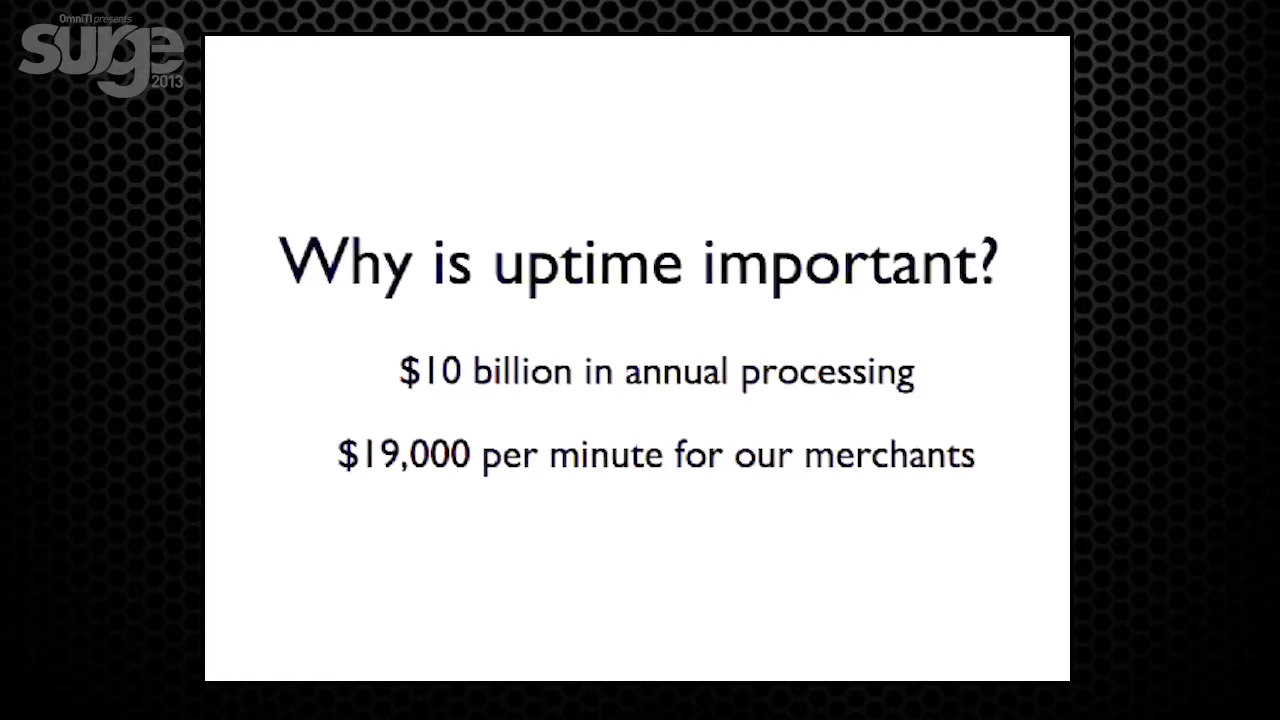 OmniTI presents
surge
2013
Why is uptime important?
$10 billion in annual processing
$19,000 per minute for our merchants